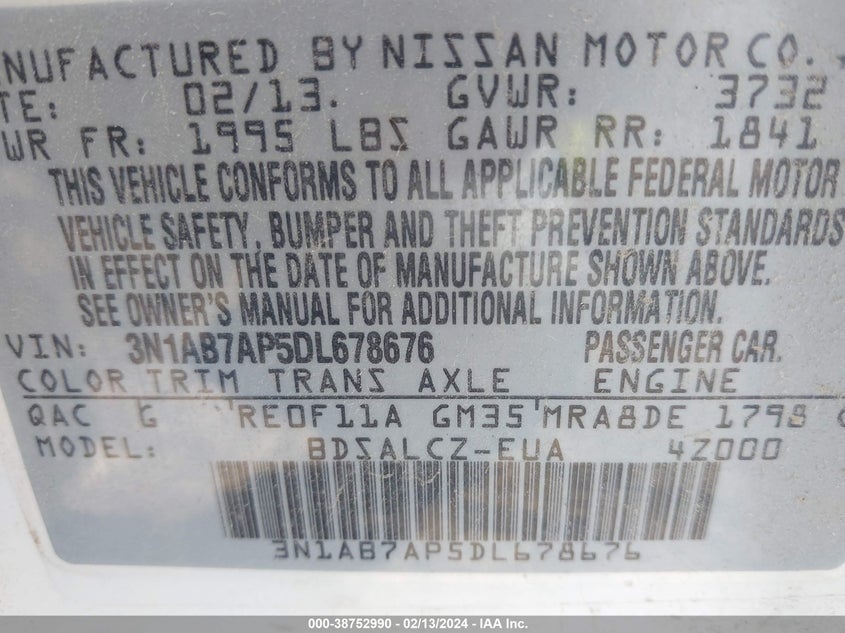 NUFACTURED BY NISSAN MOTOR CO.
TE: 02/13. GVWR: 3732
WR FR: 1995 LBS GAWR RR: 1841
THIS VEHICLE CONFORMS TO ALL APPLICABLE FEDERAL MOTOR
VEHICLE SAFETY, BUMPER AND THEFT PREVENTION STANDARDS
IN EFFECT ON THE DATE OF MANUFACTURE SHOWN ABOVE.
SEE OWNER'S MANUAL FOR ADDITIONAL INFORMATION.
VIN: 3N1AB7AP5DL678676 PASSENGER CAR.
COLOR TRIM TRANS AXLE ENGINE
QAC G RE0F11A GM35 MRA8DE 1798
MODEL: BDSALCZ-EUA 4Z000
3N1AB7AP5DL678676
000-38752990 - 02/13/2024 - IAA Inc.